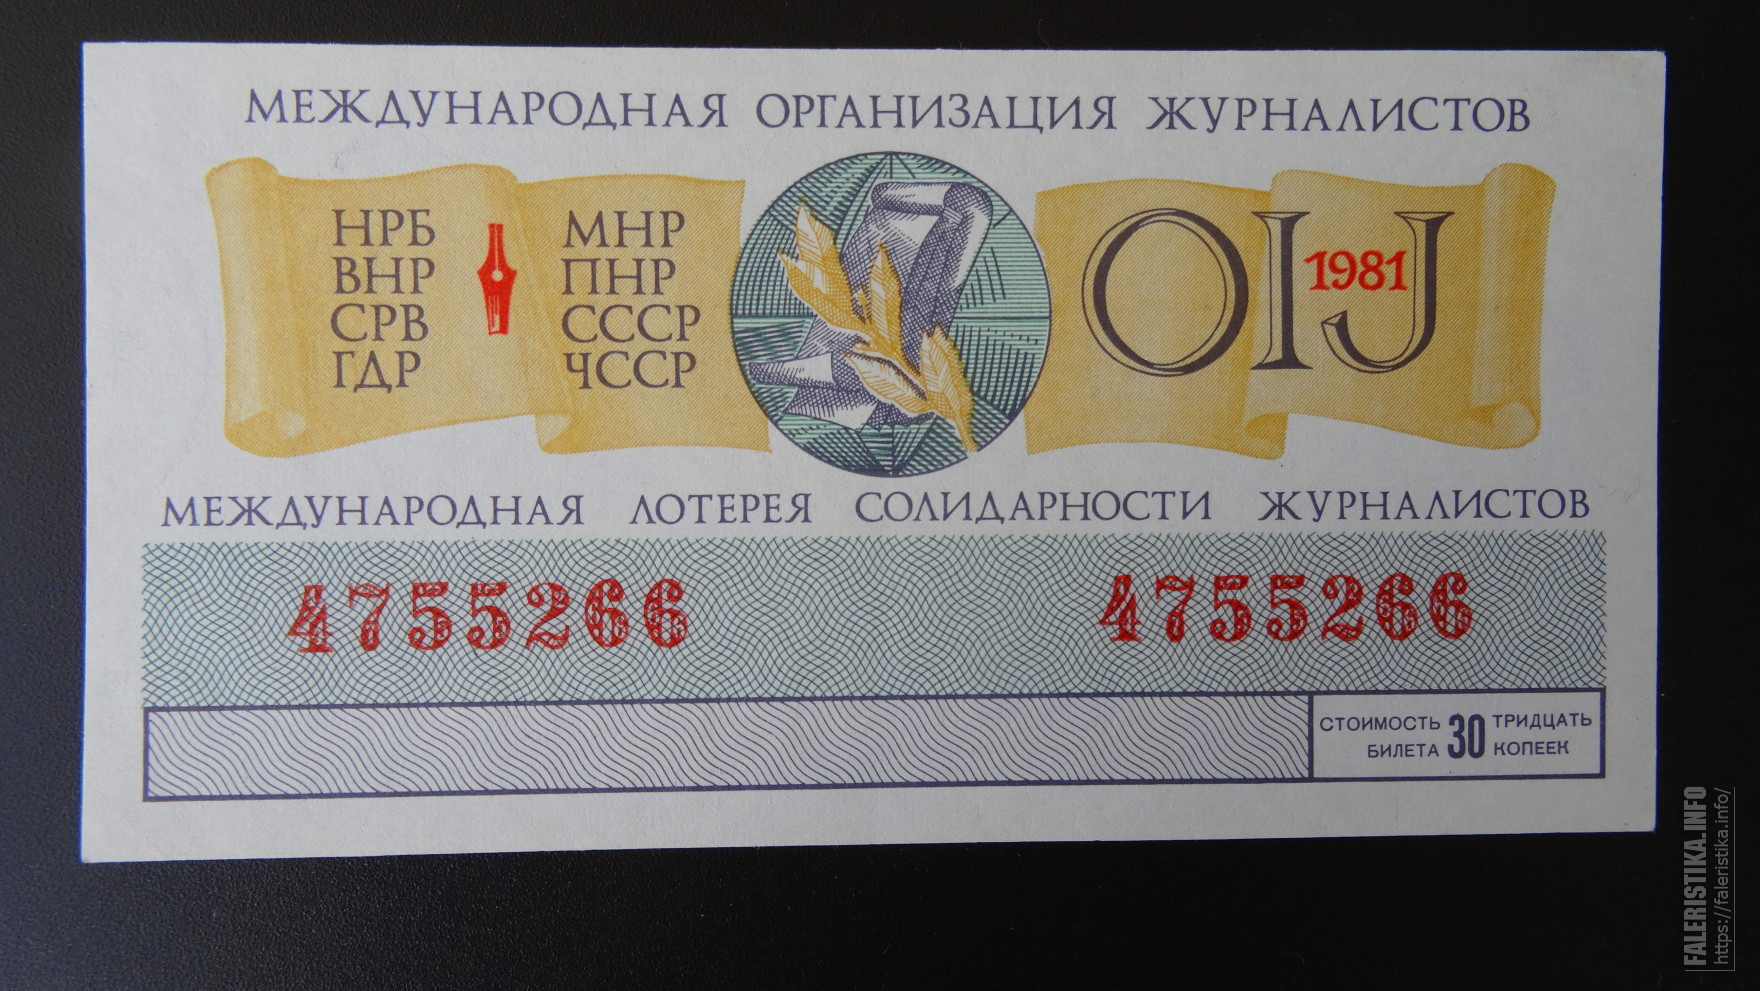 МЕЖДУНАРОДНАЯ ОРГАНИЗАЦИЯ ЖУРНАЛИСТОВ
НРБ
ВНР
СРВ
ГДР
МНР
ПНР
СССР
ЧССР
OIJ
1981
МЕЖДУНАРОДНАЯ ЛОТЕРЕЯ СОЛИДАРНОСТИ ЖУРНАЛИСТОВ
4755266 4755266
СТОИМОСТЬ БИЛЕТА 30 ТРИДЦАТЬ КОПЕЕК
FALERISTIKA.INFO
https://faleristika.info/